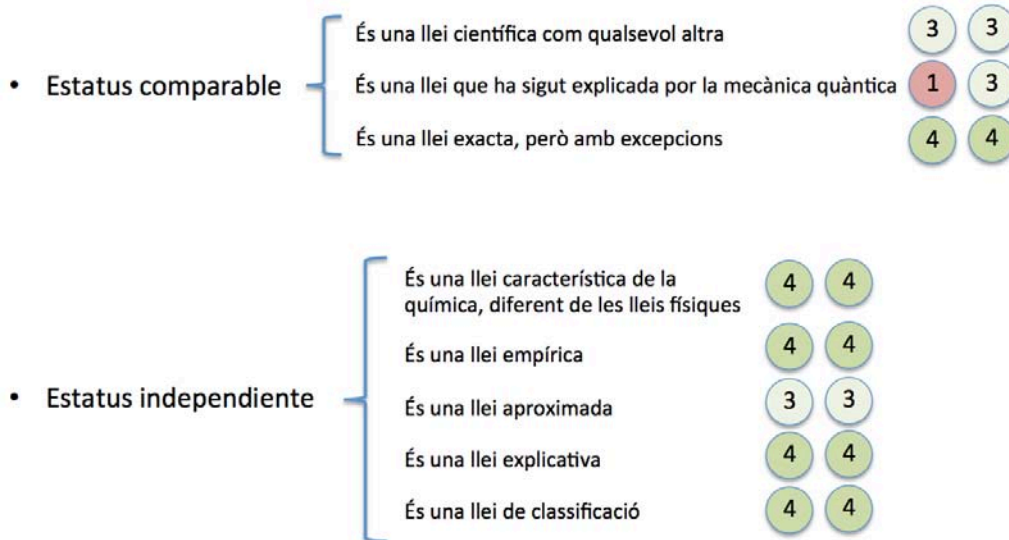 És una llei científica com qualsevol altra 3 3
• Estatus comparable
És una llei que ha sigut explicada por la mecànica quàntica 1 3
És una llei exacta, però amb excepcions 4 4
És una llei característica de la
química, diferent de les lleis físiques 4 4
És una llei empírica 4 4
• Estatus independiente
És una llei aproximada 3 3
És una llei explicativa 4 4
És una llei de classificació 4 4